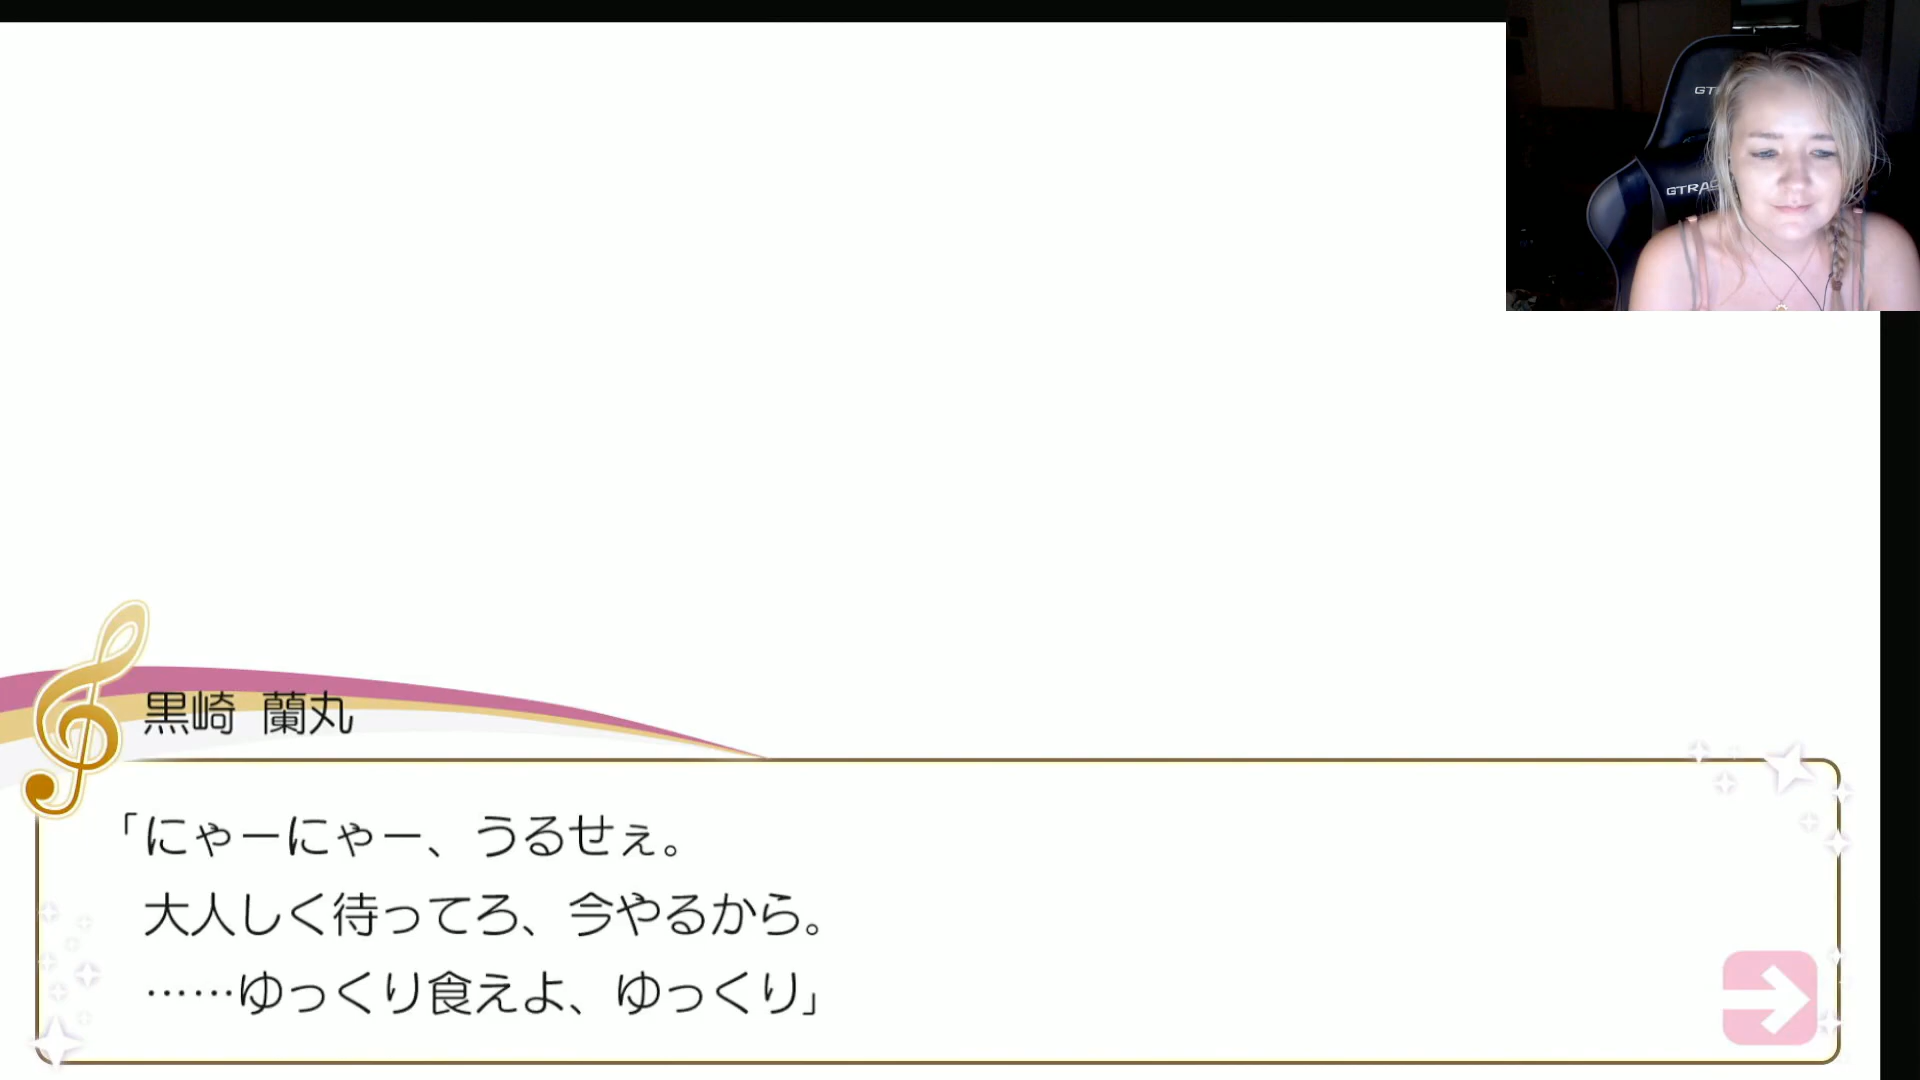 GT
GTRAC
黒崎 蘭丸
「にゃーにゃー、うるせぇ。
大人しく待ってろ、今やるから。
……ゆっくり食えよ、ゆっくり」